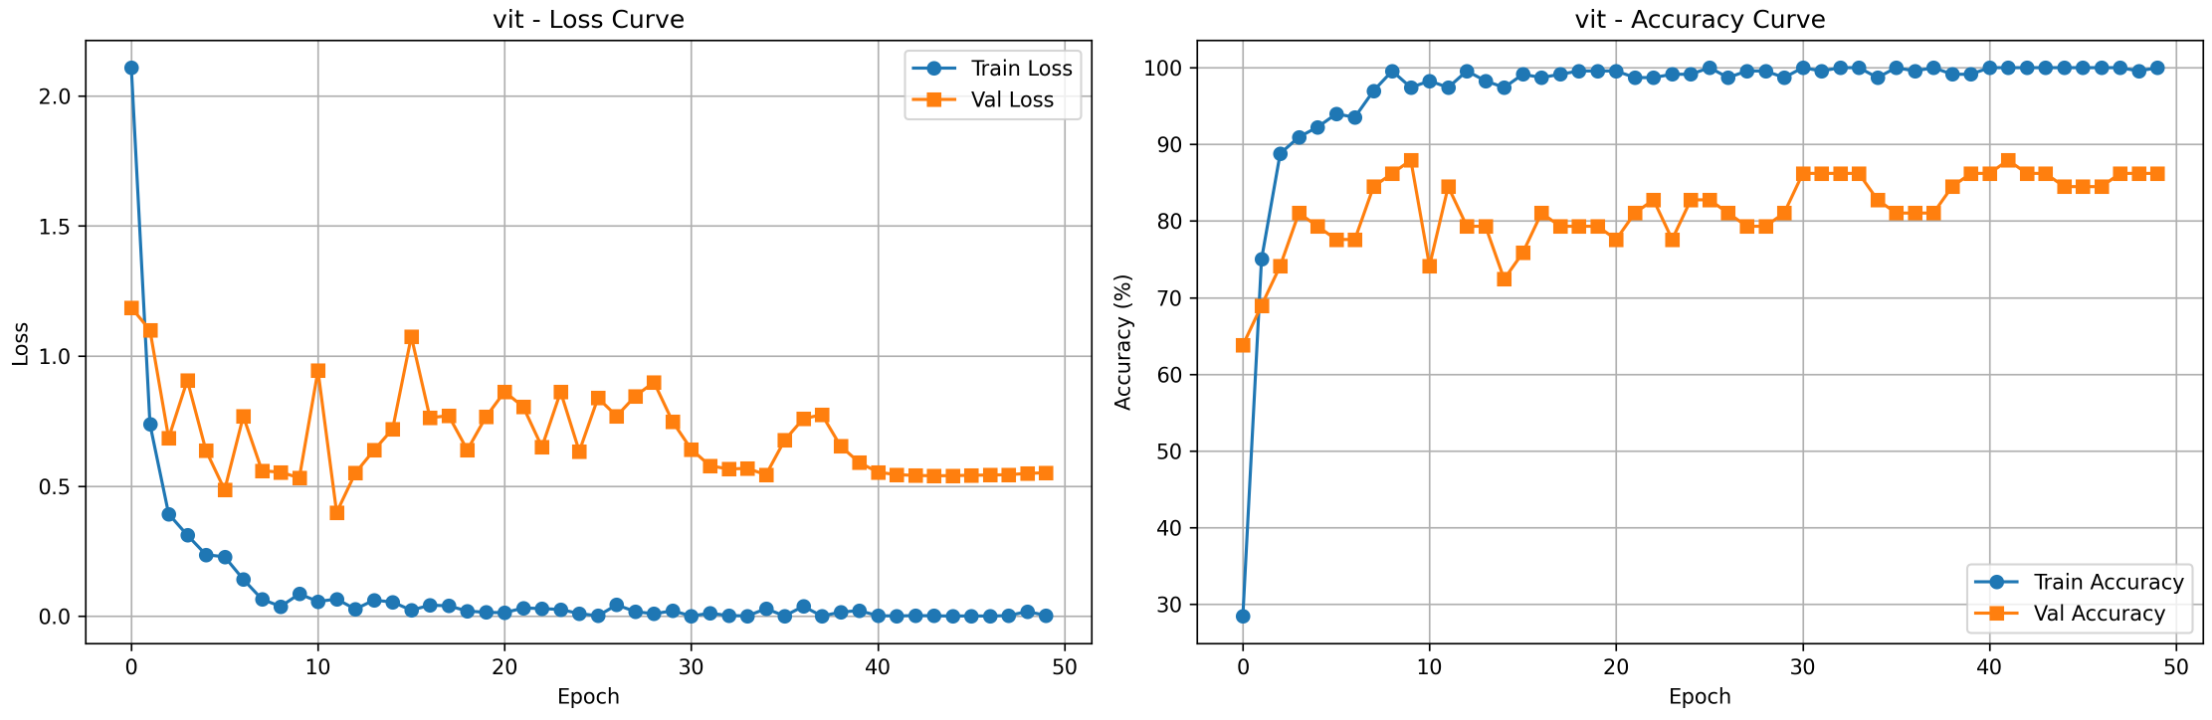 vit - Loss Curve
Train Loss
Val Loss
2.0
1.5
1.0
0.5
0.0
Loss
0 10 20 30 40 50
Epoch
vit - Accuracy Curve
100
90
80
70
60
50
40
30
Accuracy (%)
Train Accuracy
Val Accuracy
0 10 20 30 40 50
Epoch